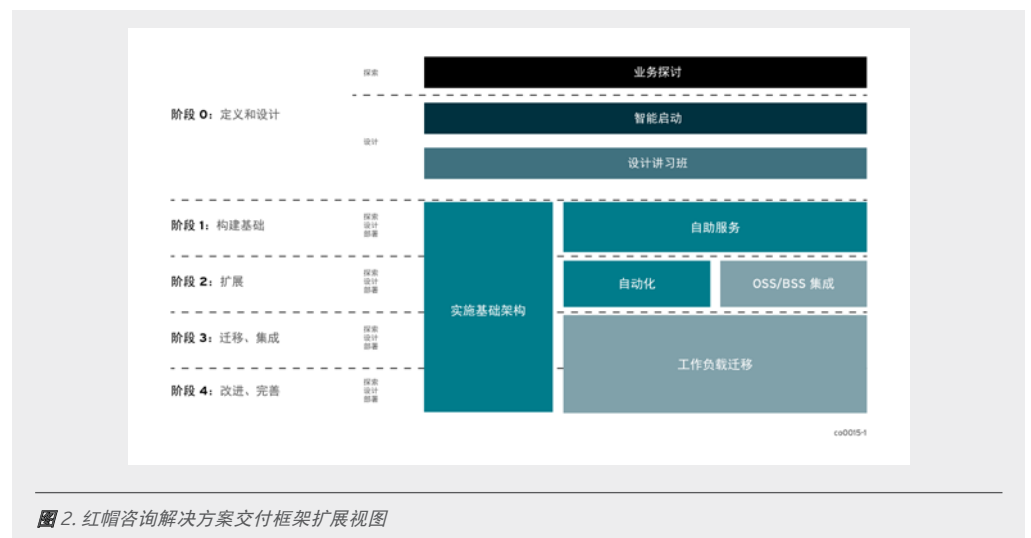 探索
业务探讨
阶段 0：定义和设计
智能启动
设计
设计讲习班
阶段 1：构建基础
探索
设计
部署
自助服务
阶段 2：扩展
探索
设计
部署
自动化
OSS/BSS 集成
实施基础架构
阶段 3：迁移、集成
探索
设计
部署
工作负载迁移
阶段 4：改进、完善
探索
设计
部署
co0015-1
图 2. 红帽咨询解决方案交付框架扩展视图